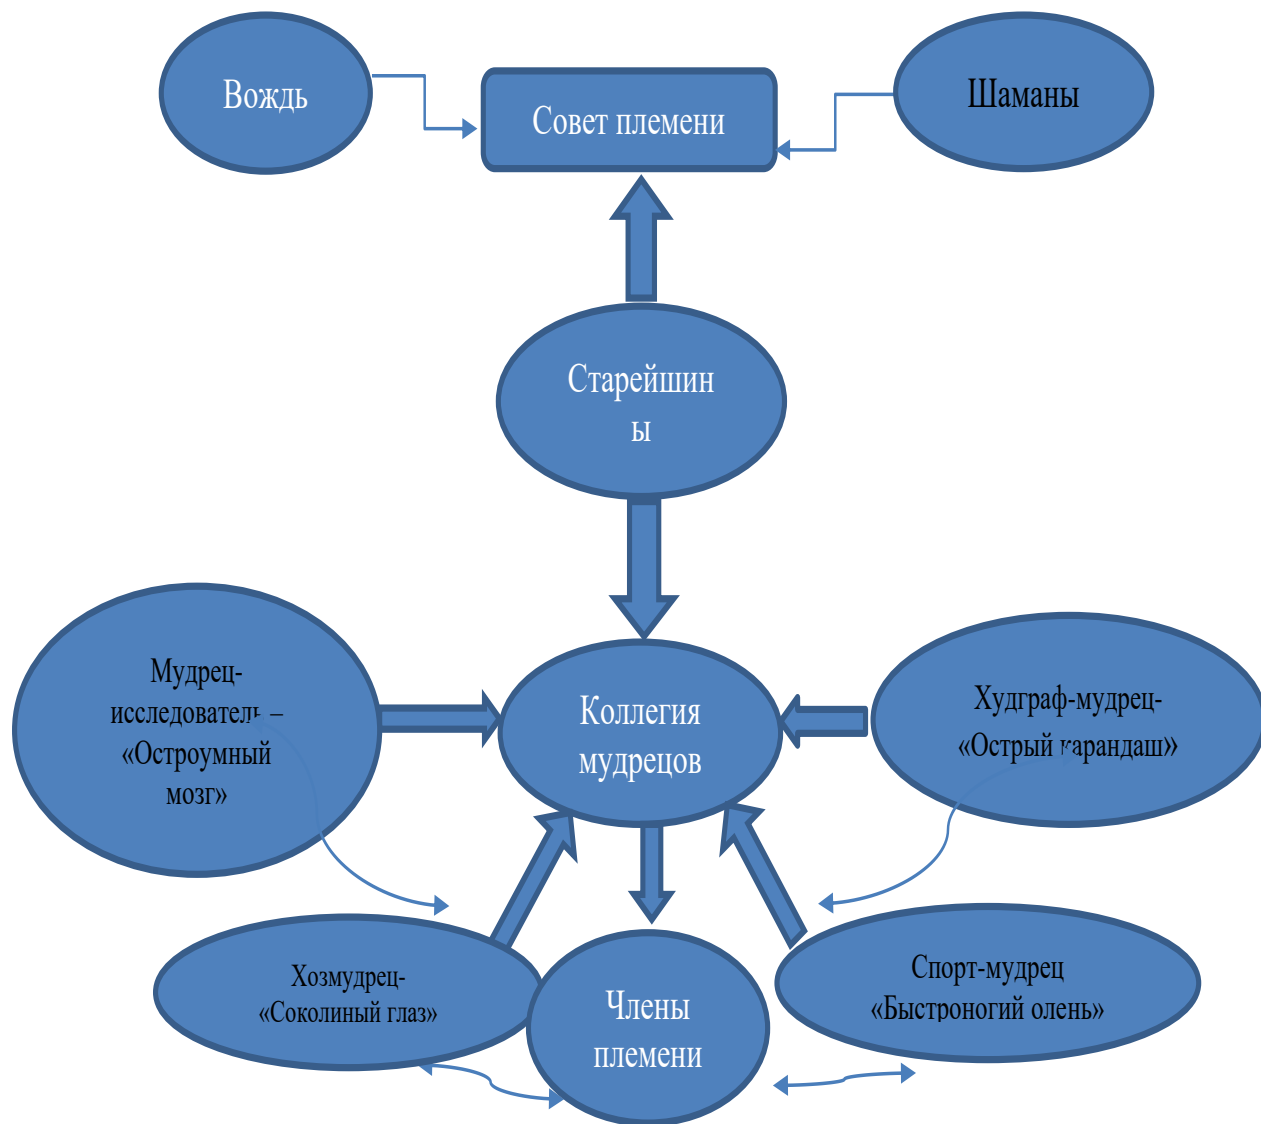 Вождь
Совет племени
Шаманы
Старейшин
ы
Мудрец-
исследователь –
«Остроумный
мозг»
Коллегия
мудрецов
Худграф-мудрец-
«Острый карандаш»
Хозмудрец-
«Соколиный глаз»
Члены
племени
Спорт-мудрец
«Быстроногий олень»